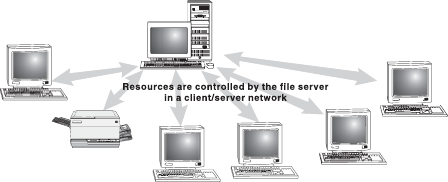 Resources are controlled by the file server
in a client/server network